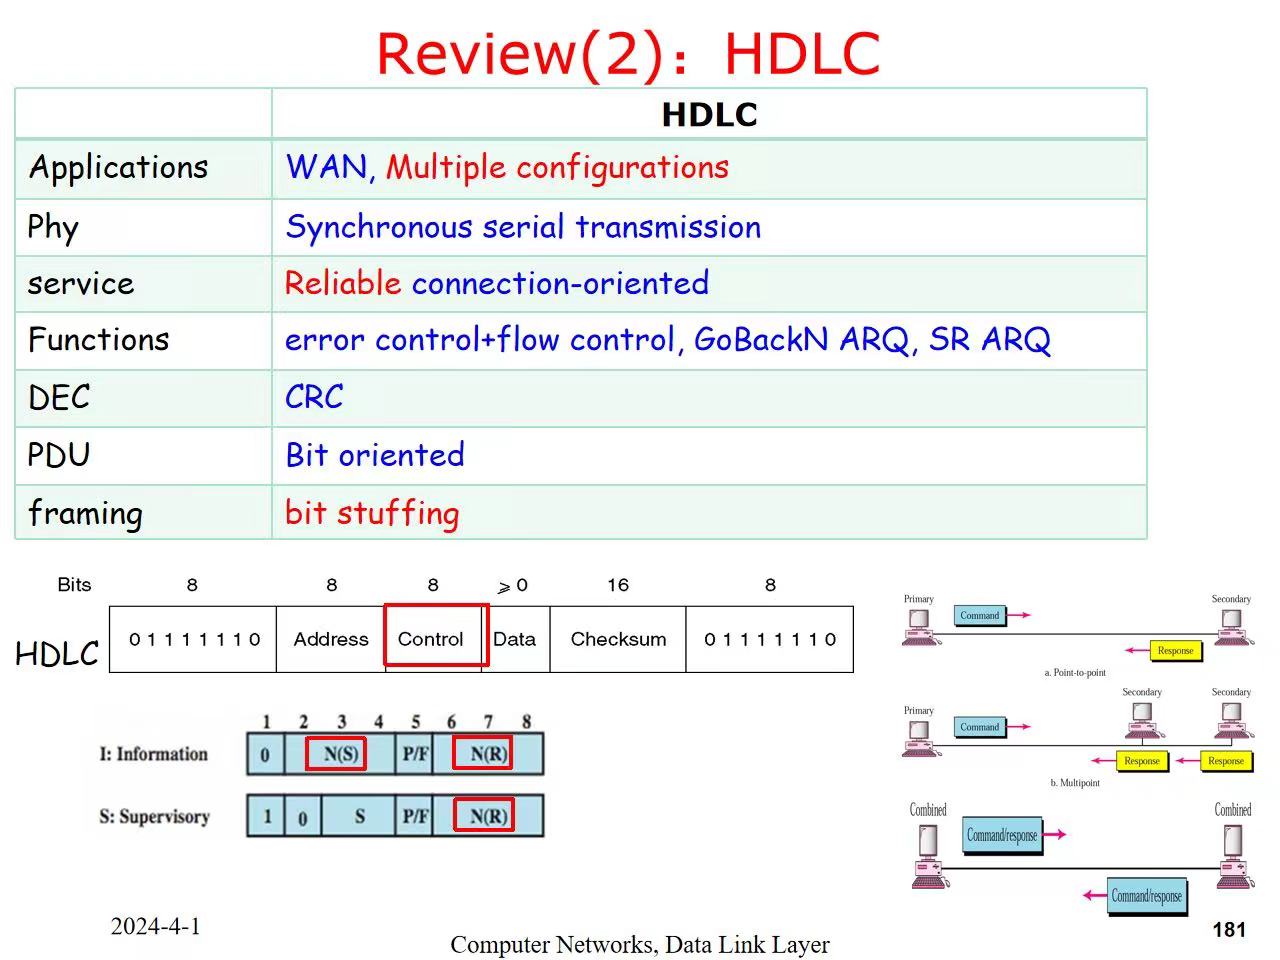 Review(2)：HDLC
HDLC
Applications WAN, Multiple configurations
Phy Synchronous serial transmission
service Reliable connection-oriented
Functions error control+flow control, GoBackN ARQ, SR ARQ
DEC CRC
PDU Bit oriented
framing bit stuffing
Bits 8 8 8 ≥0 16 8
HDLC 0 1 1 1 1 1 1 0 Address Control Data Checksum 0 1 1 1 1 1 1 0
1 2 3 4 5 6 7 8
I: Information 0 N(S) P/F N(R)
S: Supervisory 1 0 S P/F N(R)
Primary Secondary
Command
Response
a. Point-to-point
Secondary Secondary
Primary
Command
Response Response
b. Multipoint
Combined Combined
Command/response
Command/response
2024-4-1
Computer Networks, Data Link Layer
181